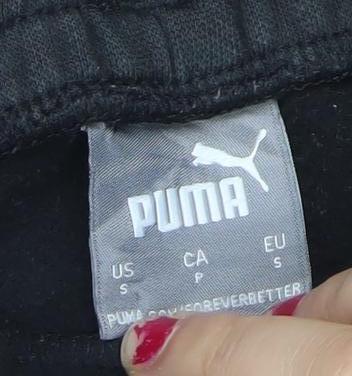 PUMA
US CA EU
S P S
PUMA.COM/FOREVERBETTER